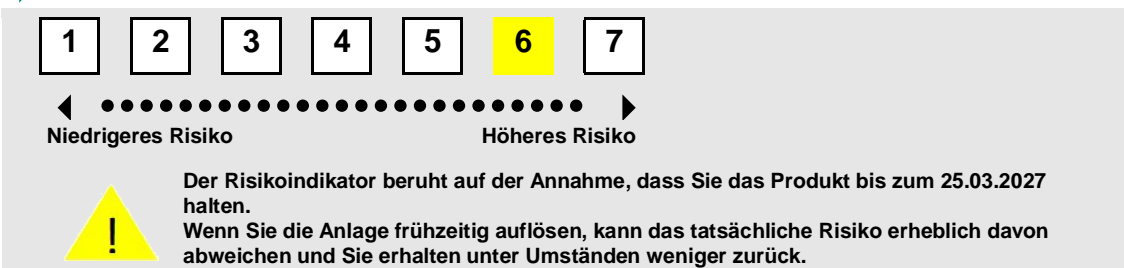 1 2 3 4 5 6 7
Niedrigeres Risiko Höheres Risiko
Der Risikoindikator beruht auf der Annahme, dass Sie das Produkt bis zum 25.03.2027
halten.
Wenn Sie die Anlage frühzeitig auflösen, kann das tatsächliche Risiko erheblich davon
abweichen und Sie erhalten unter Umständen weniger zurück.
!